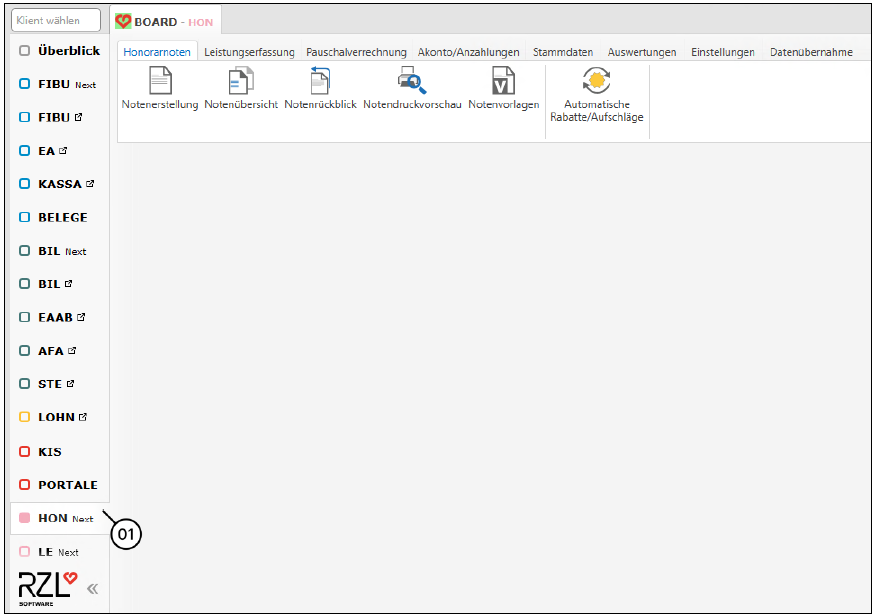 Klient wählen
BOARD - HON
Überblick
FIBU Next
FIBU
EA
KASSA
BELEGE
BIL Next
BIL
EAAB
AFA
STE
LOHN
KIS
PORTALE
HON Next
LE Next
RZL
SOFTWARE
Honorarnoten Leistungserfassung Pauschalverrechnung Akonto/Anzahlungen Stammdaten Auswertungen Einstellungen Datenübernahme
Notenerstellung Notenübersicht Notenrückblick Notendruckvorschau Notenvorlagen Automatische
Rabatte/Aufschläge
01